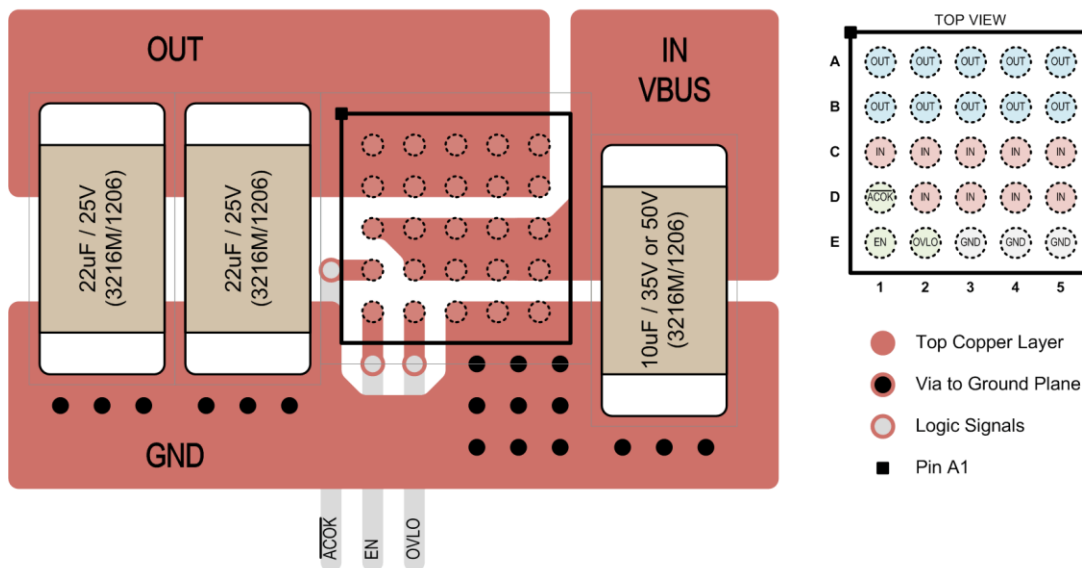 OUT
IN
VBUS
22uF / 25V
(3216M/1206)
22uF / 25V
(3216M/1206)
10uF / 35V or 50V
(3216M/1206)
GND
ACOK
EN
OVLO
TOP VIEW
A OUT OUT OUT OUT OUT
B OUT OUT OUT OUT OUT
C IN IN IN IN IN
D ACOK IN IN IN IN
E EN OVLO GND GND GND
1 2 3 4 5
Top Copper Layer
Via to Ground Plane
Logic Signals
Pin A1